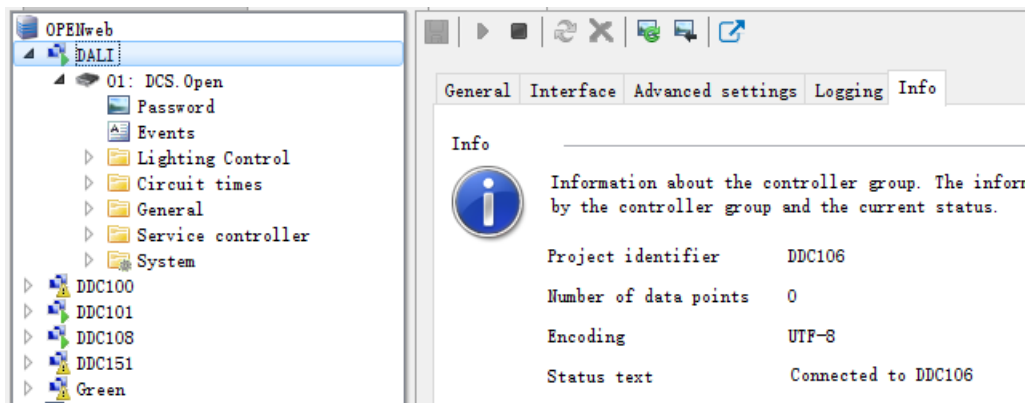 OPENweb
DALI
01: DCS.Open
Password
Events
Lighting Control
Circuit times
General
Service controller
System
DDC100
DDC101
DDC108
DDC151
Green
General Interface Advanced settings Logging Info
Info
Information about the controller group. The inform
by the controller group and the current status.
Project identifier DDC106
Number of data points 0
Encoding UTF-8
Status text Connected to DDC106